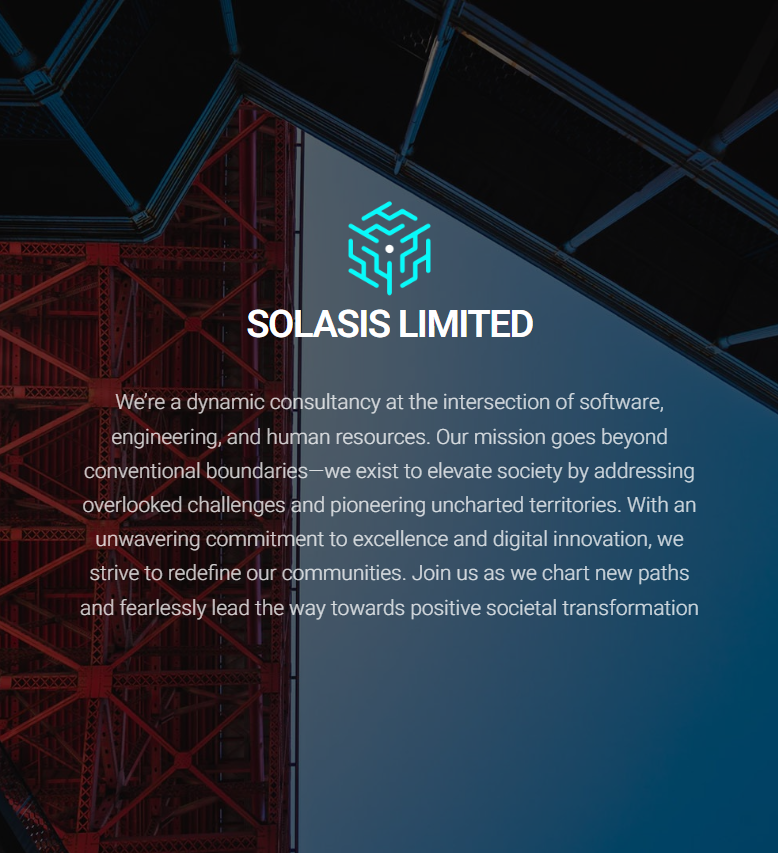 SOLASIS LIMITED
We’re a dynamic consultancy at the intersection of software,
engineering, and human resources. Our mission goes beyond
conventional boundaries—we exist to elevate society by addressing
overlooked challenges and pioneering uncharted territories. With an
unwavering commitment to excellence and digital innovation, we
strive to redefine our communities. Join us as we chart new paths
and fearlessly lead the way towards positive societal transformation